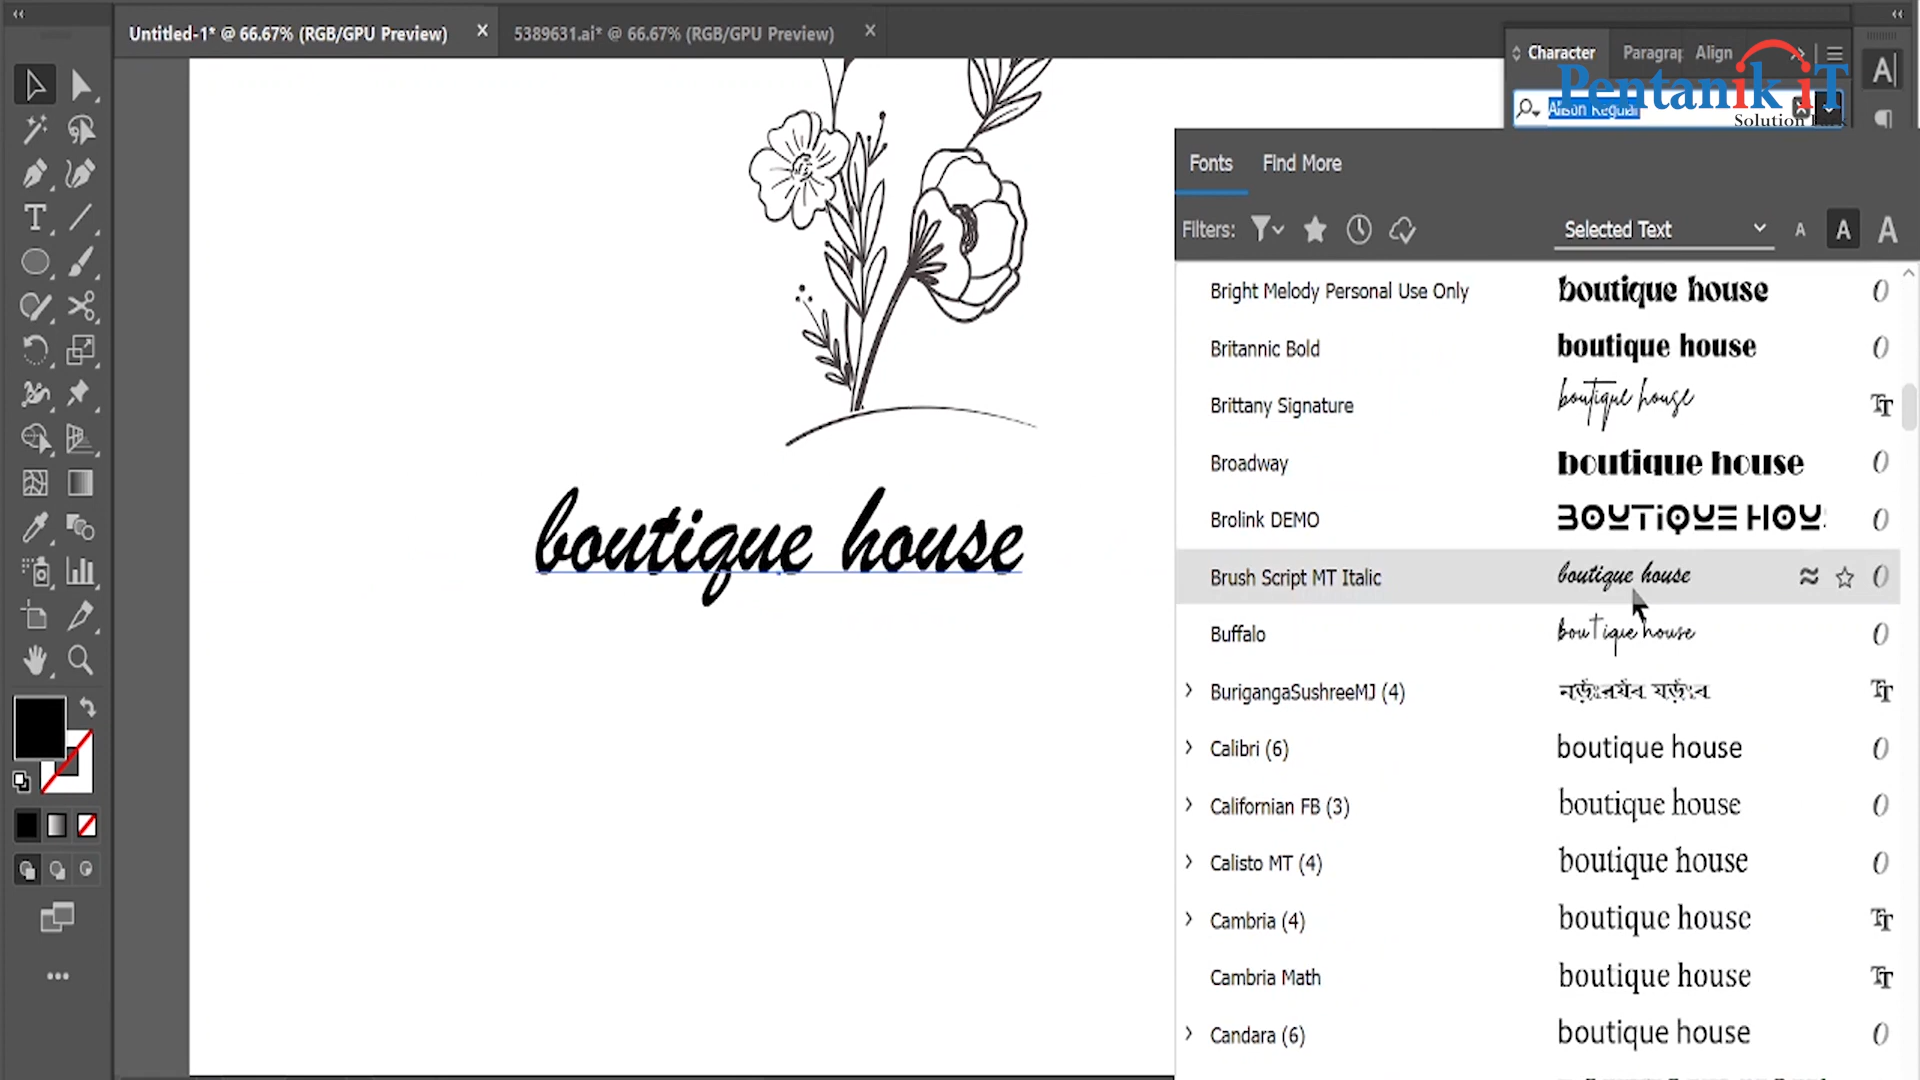 Untitled-1* @ 66.67% (RGB/GPU Preview)
5389631.ai* @ 66.67% (RGB/GPU Preview)
Character
Paragrap
Align
Pentanik iT
Solution Park
Alison Regular
Fonts
Find More
Filters:
Selected Text
A A A
Bright Melody Personal Use Only boutique house
Britannic Bold boutique house
Brittany Signature boutique house
Broadway boutique house
Brolink DEMO BOUTIQUE HOU
Brush Script MT Italic boutique house
Buffalo boutique house
BurigangaSushreeMJ (4)
Calibri (6) boutique house
Californian FB (3) boutique house
Calisto MT (4) boutique house
Cambria (4) boutique house
Cambria Math boutique house
Candara (6) boutique house
boutique house